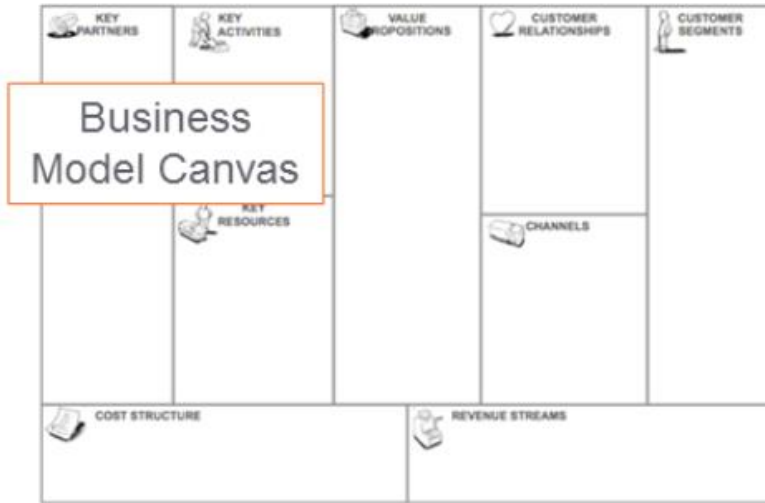 KEY
PARTNERS
KEY
ACTIVITIES
VALUE
ROPOSITIONS
CUSTOMER
RELATIONSHIPS
CUSTOMER
SEGMENTS
Business
Model Canvas
KEY
RESOURCES
CHANNELS
COST STRUCTURE
REVENUE STREAMS